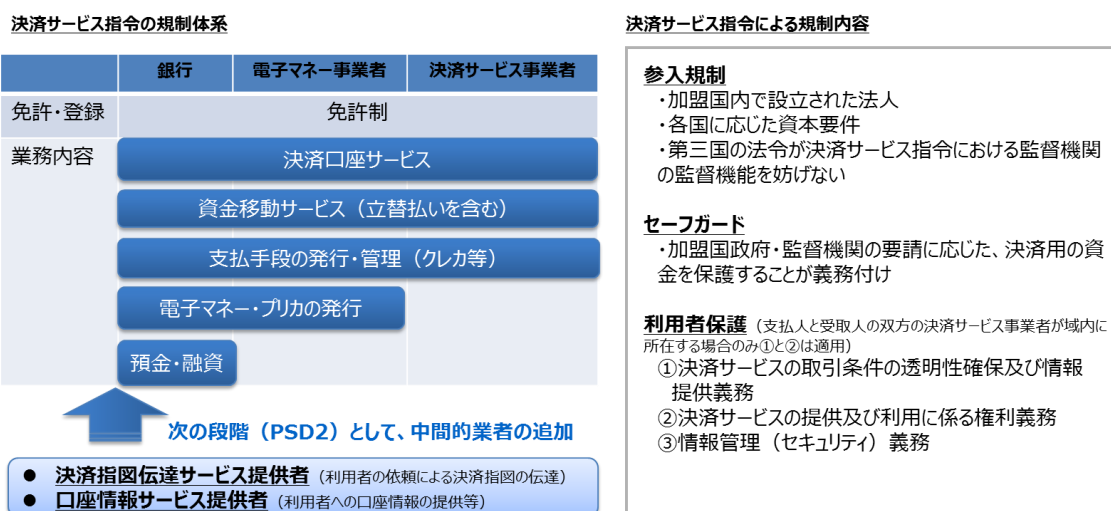 決済サービス指令の規制体系
銀行 電子マネー事業者 決済サービス事業者
免許・登録 免許制
業務内容 決済口座サービス
資金移動サービス（立替払いを含む）
支払手段の発行・管理（クレカ等）
電子マネー・プリカの発行
預金・融資
次の段階（PSD2）として、中間的業者の追加
● 決済指図伝達サービス提供者（利用者の依頼による決済指図の伝達）
● 口座情報サービス提供者（利用者への口座情報の提供等）
決済サービス指令による規制内容
参入規制
・加盟国内で設立された法人
・各国に応じた資本要件
・第三国の法令が決済サービス指令における監督機関
の監督機能を妨げない
セーフガード
・加盟国政府・監督機関の要請に応じた、決済用の資
金を保護することが義務付け
利用者保護（支払人と受取人の双方の決済サービス事業者が域内に
所在する場合のみ①と②は適用）
①決済サービスの取引条件の透明性確保及び情報
提供義務
②決済サービスの提供及び利用に係る権利義務
③情報管理（セキュリティ）義務